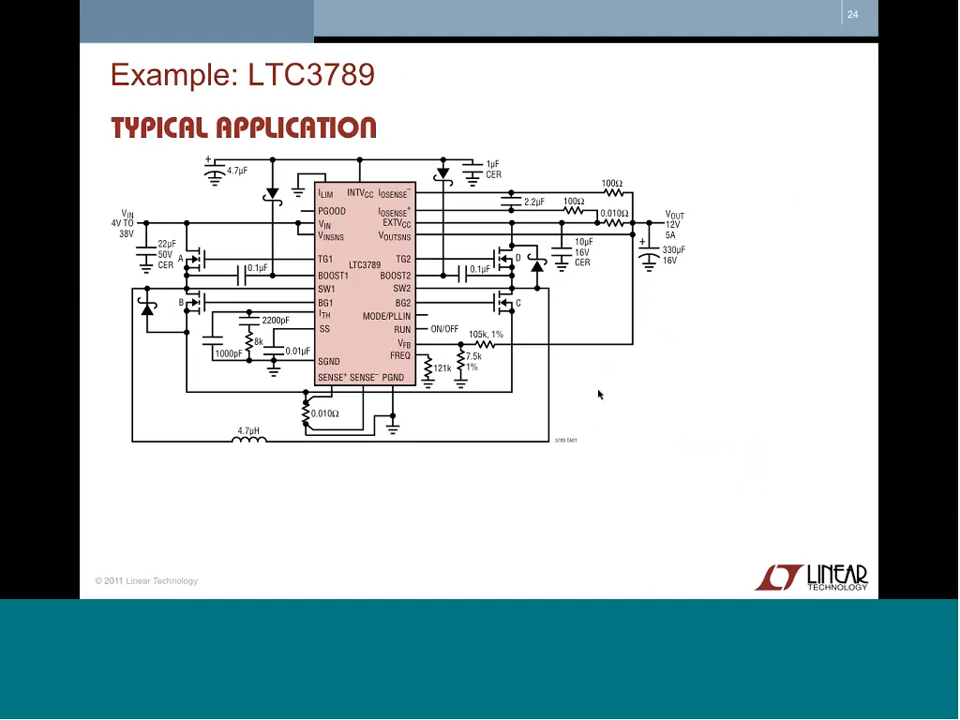 24
Example: LTC3789
TYPICAL APPLICATION
+
4.7µF
1µF
CER
100Ω
ILIM
INTVCC
IOSENSE–
2.2µF
100Ω
PGOOD
IOSENSE+
0.010Ω
VIN
4V TO
38V
VIN
EXTVCC
VOUT
12V
5A
VINSNS
VOUTSNS
22µF
50V
CER
10µF
16V
CER
+
330µF
16V
A
TG1
LTC3789
TG2
D
0.1µF
BOOST1
BOOST2
0.1µF
SW1
SW2
B
BG1
BG2
C
ITH
MODE/PLLIN
2200pF
SS
RUN
ON/OFF
8k
105k, 1%
VFB
1000pF
0.01µF
FREQ
7.5k
1%
SGND
121k
SENSE+ SENSE– PGND
0.010Ω
4.7µH
3789 TA01
© 2011 Linear Technology
LINEAR
TECHNOLOGY